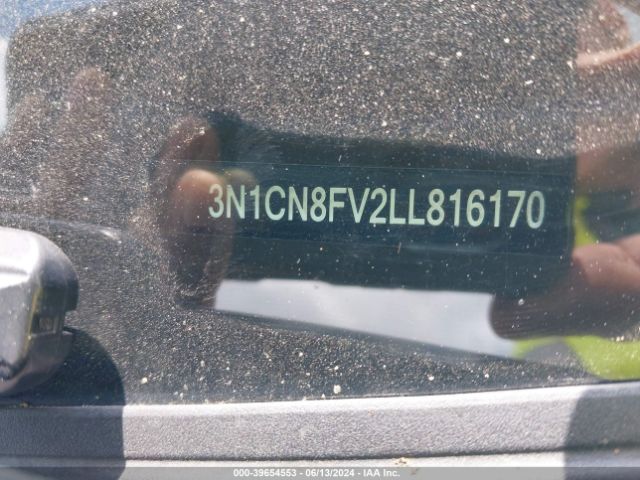 3N1CN8FV2LL816170
000-39654553 - 06/13/2024 - IAA Inc.